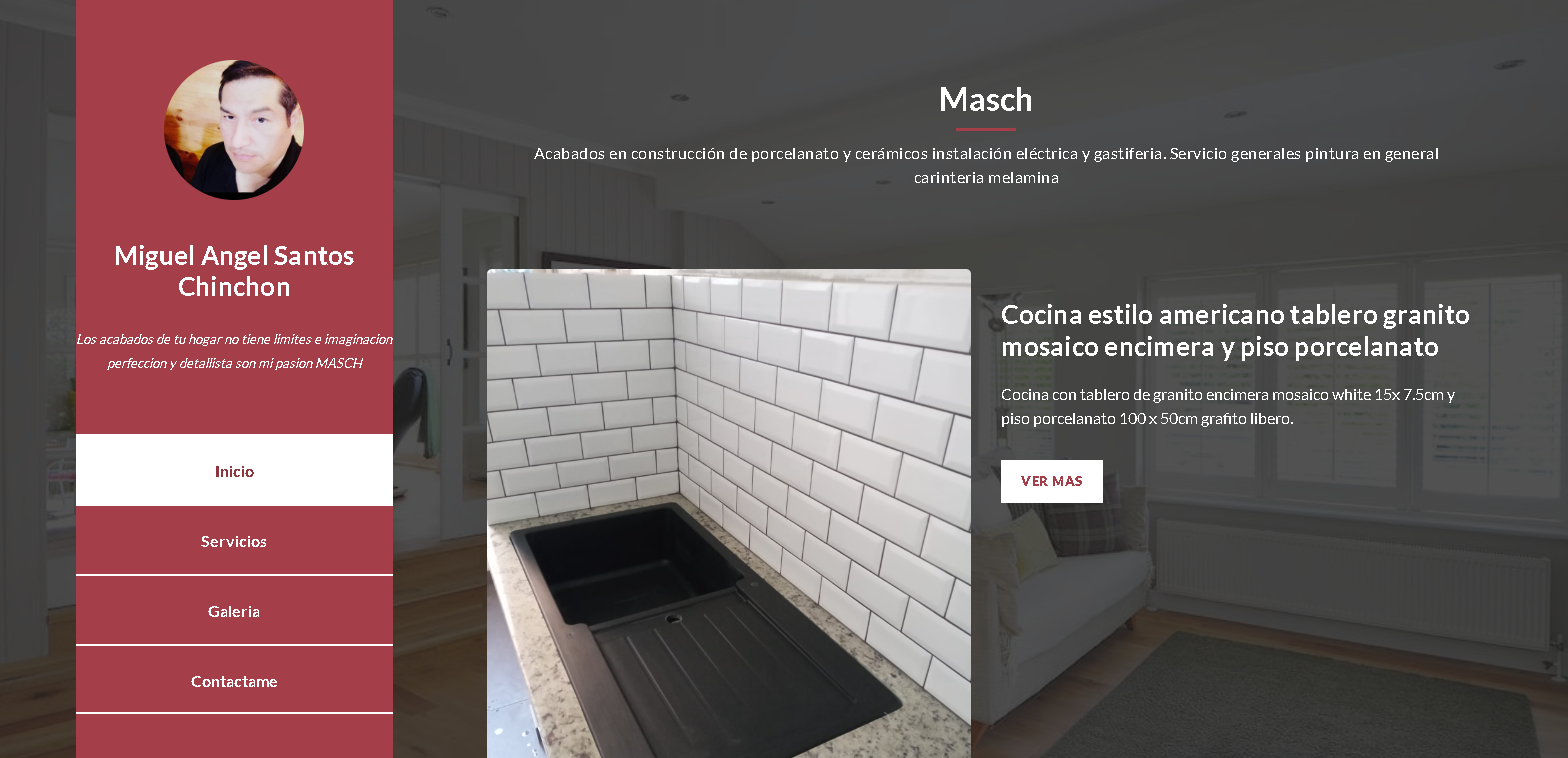 Miguel Angel Santos
Chinchon
Los acabados de tu hogar no tiene limites e imaginacion
perfeccion y detallista son mi pasion MASCH
Inicio
Servicios
Galeria
Contactame
Masch
Acabados en construcción de porcelanato y cerámicos instalación eléctrica y gastiferia. Servicio generales pintura en general
carinteria melamina
Cocina estilo americano tablero granito
mosaico encimera y piso porcelanato
Cocina con tablero de granito encimera mosaico white 15x 7.5cm y
piso porcelanato 100 x 50cm grafito libero.
VER MAS